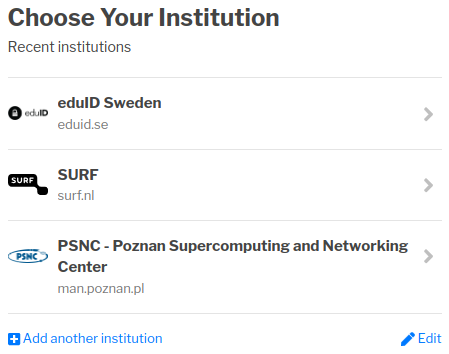 Choose Your Institution
Recent institutions
eduID Sweden
eduID
eduid.se
SURF
SURF
surf.nl
PSNC - Poznan Supercomputing and Networking
Center
PSNC
man.poznan.pl
Add another institution
Edit